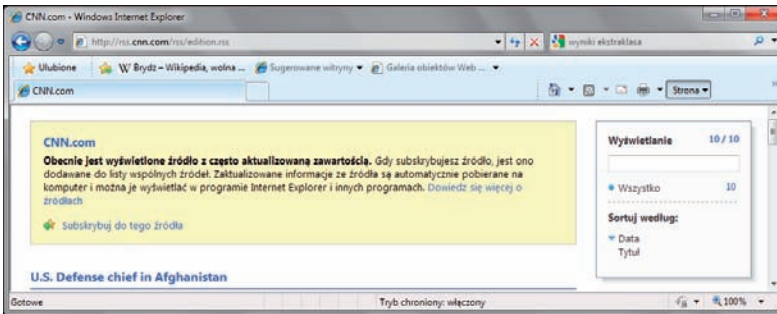 CNN.com - Windows Internet Explorer
http://rss.cnn.com/rss/edition.rss
wyniki ekstraklasa
Ulubione W Brydż – Wikipedia, wolna ... Sugerowane witryny Galeria obiektów Web ...
CNN.com Strona
CNN.com
Obecnie jest wyświetlone źródło z często aktualizowaną zawartością. Gdy subskrybujesz źródło, jest ono
dodawane do listy wspólnych źródeł. Zaktualizowane informacje ze źródła są automatycznie pobierane na
komputer i można je wyświetlać w programie Internet Explorer i innych programach. Dowiedz się więcej o
źródłach
Subskrybuj do tego źródła
U.S. Defense chief in Afghanistan
Wyświetlanie 10 / 10
Wszystko 10
Sortuj według:
Data
Tytuł
Gotowe Tryb chroniony: włączony 100%